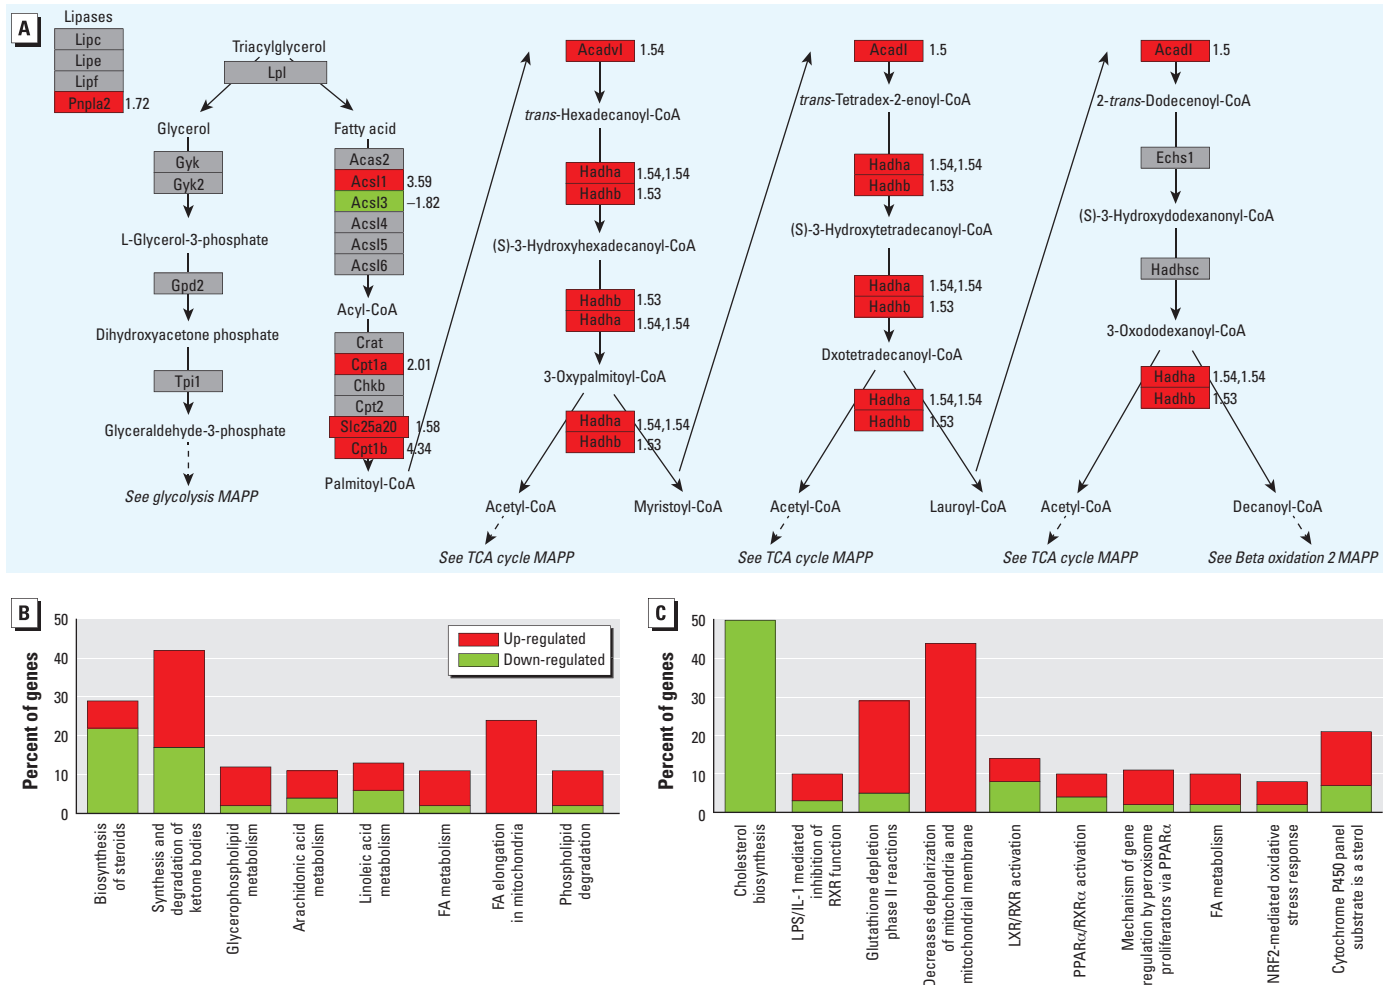 A
Lipases
Lipc
Lipe
Lipf
Pnpla2 1.72
Triacylglycerol
Lpl
Glycerol
Gyk
Gyk2
L-Glycerol-3-phosphate
Gpd2
Dihydroxyacetone phosphate
Tpi1
Glyceraldehyde-3-phosphate
See glycolysis MAPP
Fatty acid
Acas2
Acsl1 3.59
Acsl3 –1.82
Acsl4
Acsl5
Acsl6
Acyl-CoA
Crat
Cpt1a 2.01
Chkb
Cpt2
Slc25a20 1.58
Cpt1b 4.34
Palmitoyl-CoA
Acadvl 1.54
trans-Hexadecanoyl-CoA
Hadha 1.54,1.54
Hadhb 1.53
(S)-3-Hydroxyhexadecanoyl-CoA
Hadhb 1.53
Hadha 1.54,1.54
3-Oxypalmitoyl-CoA
Hadha 1.54,1.54
Hadhb 1.53
Acetyl-CoA
Myristoyl-CoA
See TCA cycle MAPP
Acadl 1.5
trans-Tetradex-2-enoyl-CoA
Hadha 1.54,1.54
Hadhb 1.53
(S)-3-Hydroxytetradecanoyl-CoA
Hadha 1.54,1.54
Hadhb 1.53
Dxotetradecanoyl-CoA
Hadha 1.54,1.54
Hadhb 1.53
Acetyl-CoA
Lauroyl-CoA
See TCA cycle MAPP
Acadl 1.5
2-trans-Dodecenoyl-CoA
Echs1
(S)-3-Hydroxydodexanonyl-CoA
Hadhsc
3-Oxododexanoyl-CoA
Hadha 1.54,1.54
Hadhb 1.53
Acetyl-CoA
Decanoyl-CoA
See TCA cycle MAPP
See Beta oxidation 2 MAPP
B
Percent of genes
50
40
30
20
10
0
Up-regulated
Down-regulated
Biosynthesis
of steroids
Synthesis and
degradation of
ketone bodies
Glycerophospholipid
metabolism
Arachidonic acid
metabolism
Linoleic acid
metabolism
FA metabolism
FA elongation
in mitochondria
Phospholipid
degradation
C
Percent of genes
50
40
30
20
10
0
Cholesterol
biosynthesis
LPS/IL-1 mediated
inhibition of
RXR function
Glutathione depletion
phase II reactions
Decreases depolarization
of mitochondria and
mitochondrial membrane
LXR/RXR activation
PPARα/RXRα activation
Mechanism of gene
regulation by peroxisome
proliferators via PPARα
FA metabolism
NRF2-mediated oxidative
stress response
Cytochrome P450 panel
substrate is a sterol